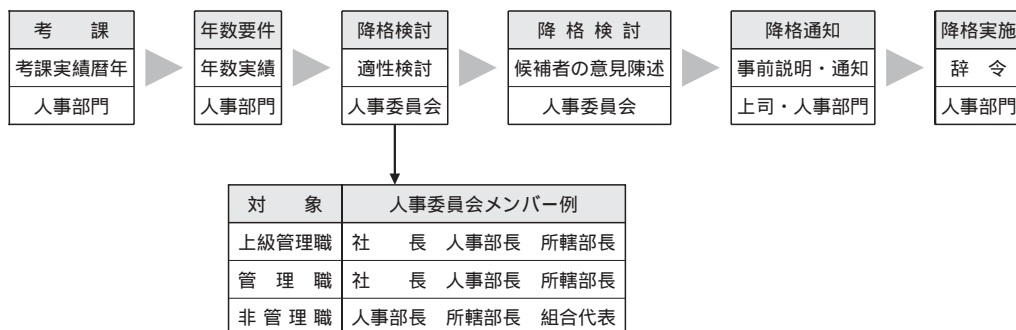 考　課　年数要件　降格検討　降格検討　降格通知　降格実施
考課実績暦年　年数実績　適性検討　候補者の意見陳述　事前説明・通知　辞令
人事部門　人事部門　人事委員会　人事委員会　上司・人事部門　人事部門
対　象　人事委員会メンバー例
上級管理職　社　長　人事部長　所轄部長
管理職　社　長　人事部長　所轄部長
非管理職　人事部長　所轄部長　組合代表